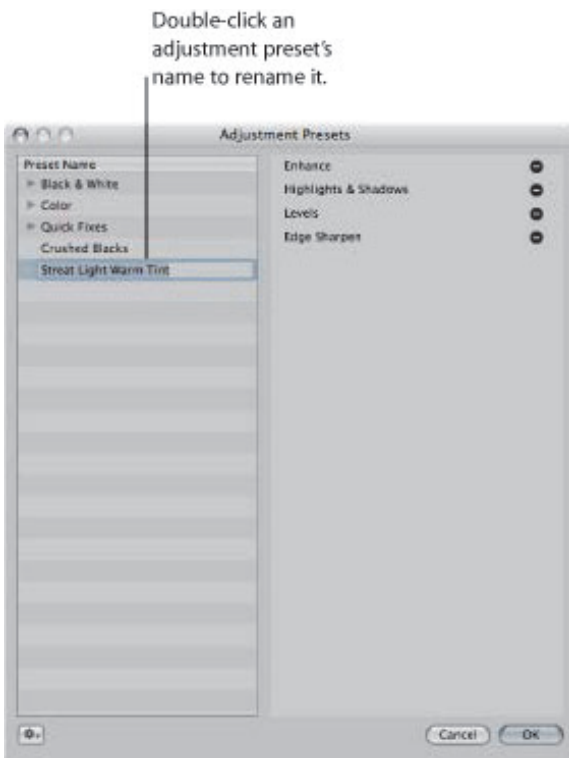 Double-click an
adjustment preset's
name to rename it.
Adjustment Presets
Preset Name
Black & White
Color
Quick Fixes
Crushed Blacks
Streat Light Warm Tint
Enhance
Highlights & Shadows
Levels
Edge Sharpen
Cancel
OK